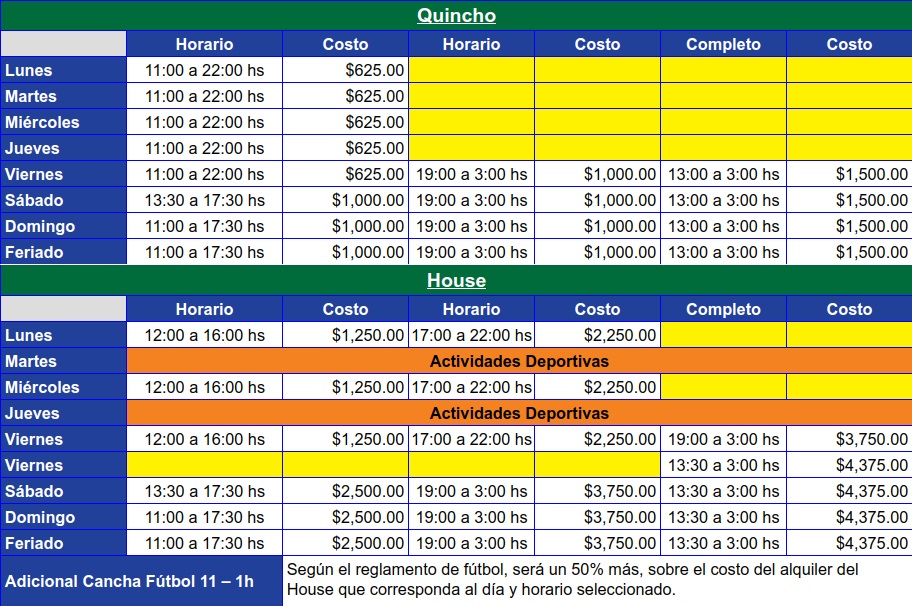 Quincho
Horario Costo Horario Costo Completo Costo
Lunes 11:00 a 22:00 hs $625.00
Martes 11:00 a 22:00 hs $625.00
Miércoles 11:00 a 22:00 hs $625.00
Jueves 11:00 a 22:00 hs $625.00
Viernes 11:00 a 22:00 hs $625.00 19:00 a 3:00 hs $1,000.00 13:00 a 3:00 hs $1,500.00
Sábado 13:30 a 17:30 hs $1,000.00 19:00 a 3:00 hs $1,000.00 13:00 a 3:00 hs $1,500.00
Domingo 11:00 a 17:30 hs $1,000.00 19:00 a 3:00 hs $1,000.00 13:00 a 3:00 hs $1,500.00
Feriado 11:00 a 17:30 hs $1,000.00 19:00 a 3:00 hs $1,000.00 13:00 a 3:00 hs $1,500.00
House
Horario Costo Horario Costo Completo Costo
Lunes 12:00 a 16:00 hs $1,250.00 17:00 a 22:00 hs $2,250.00
Martes Actividades Deportivas
Miércoles 12:00 a 16:00 hs $1,250.00 17:00 a 22:00 hs $2,250.00
Jueves Actividades Deportivas
Viernes 12:00 a 16:00 hs $1,250.00 17:00 a 22:00 hs $2,250.00 19:00 a 3:00 hs $3,750.00
Viernes 13:30 a 3:00 hs $4,375.00
Sábado 13:30 a 17:30 hs $2,500.00 19:00 a 3:00 hs $3,750.00 13:30 a 3:00 hs $4,375.00
Domingo 11:00 a 17:30 hs $2,500.00 19:00 a 3:00 hs $3,750.00 13:30 a 3:00 hs $4,375.00
Feriado 11:00 a 17:30 hs $2,500.00 19:00 a 3:00 hs $3,750.00 13:30 a 3:00 hs $4,375.00
Adicional Cancha Fútbol 11 – 1h
Según el reglamento de fútbol, será un 50% más, sobre el costo del alquiler del
House que corresponda al día y horario seleccionado.